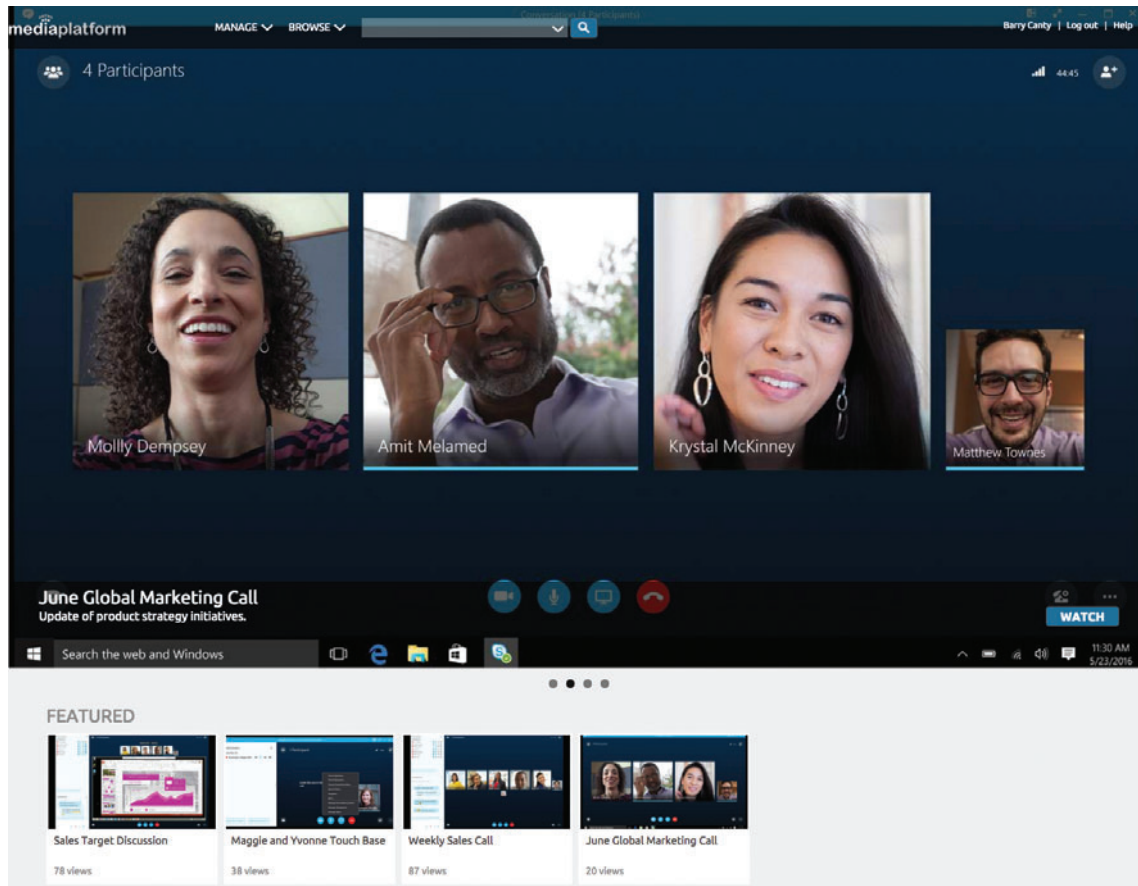 Conversation (4 Participants)
mediaplatform
MANAGE
BROWSE
Barry Canty | Log out | Help
4 Participants
44:45
Mollly Dempsey
Amit Melamed
Krystal McKinney
Matthew Townes
June Global Marketing Call
Update of product strategy initiatives.
WATCH
Search the web and Windows
11:30 AM
5/23/2016
FEATURED
Sales Target Discussion
Maggie and Yvonne Touch Base
Weekly Sales Call
June Global Marketing Call
78 views
38 views
87 views
20 views